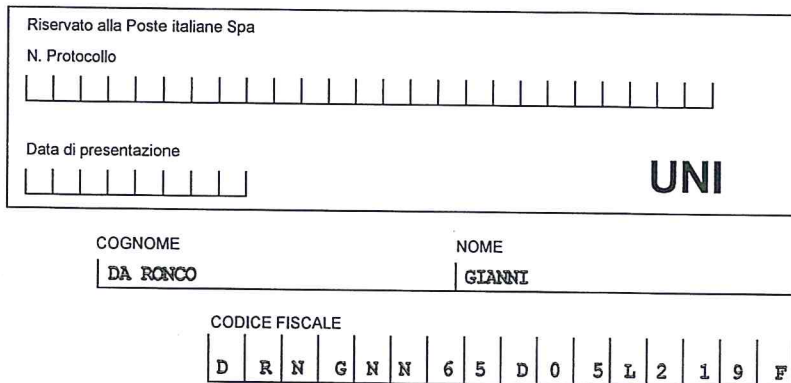 Riservato alla Poste italiane Spa
N. Protocollo
Data di presentazione
UNI
COGNOME NOME
DA RONCO GIANNI
CODICE FISCALE
D R N G N N 6 5 D 0 5 L 2 1 9 F